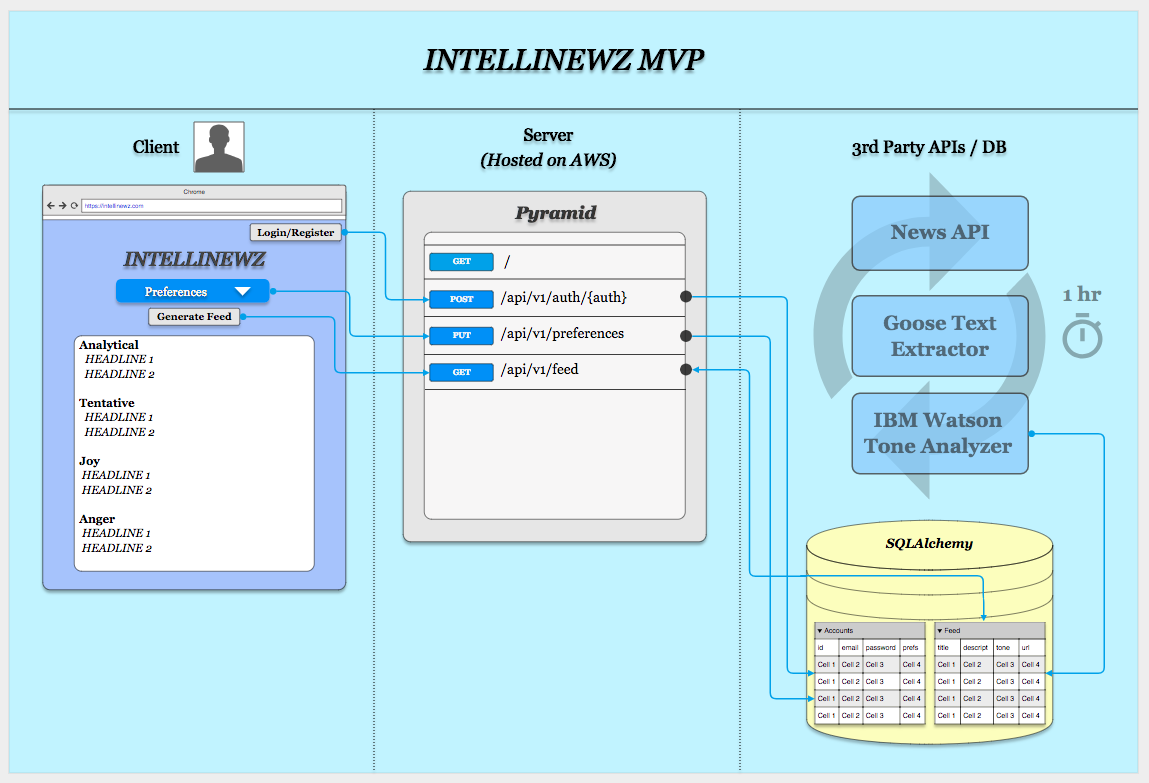 INTELLINEWZ MVP
Client
Chrome
https://intellinewz.com
Login/Register
INTELLINEWZ
Preferences
Generate Feed
Analytical
HEADLINE 1
HEADLINE 2
Tentative
HEADLINE 1
HEADLINE 2
Joy
HEADLINE 1
HEADLINE 2
Anger
HEADLINE 1
HEADLINE 2
Server
(Hosted on AWS)
Pyramid
GET /
POST /api/v1/auth/{auth}
PUT /api/v1/preferences
GET /api/v1/feed
3rd Party APIs / DB
News API
Goose Text
Extractor
IBM Watson
Tone Analyzer
1 hr
SQLAlchemy
Accounts
id email password prefs
Cell 1 Cell 2 Cell 3 Cell 4
Cell 1 Cell 2 Cell 3 Cell 4
Cell 1 Cell 2 Cell 3 Cell 4
Cell 1 Cell 2 Cell 3 Cell 4
Feed
title descript tone url
Cell 1 Cell 2 Cell 3 Cell 4
Cell 1 Cell 2 Cell 3 Cell 4
Cell 1 Cell 2 Cell 3 Cell 4
Cell 1 Cell 2 Cell 3 Cell 4